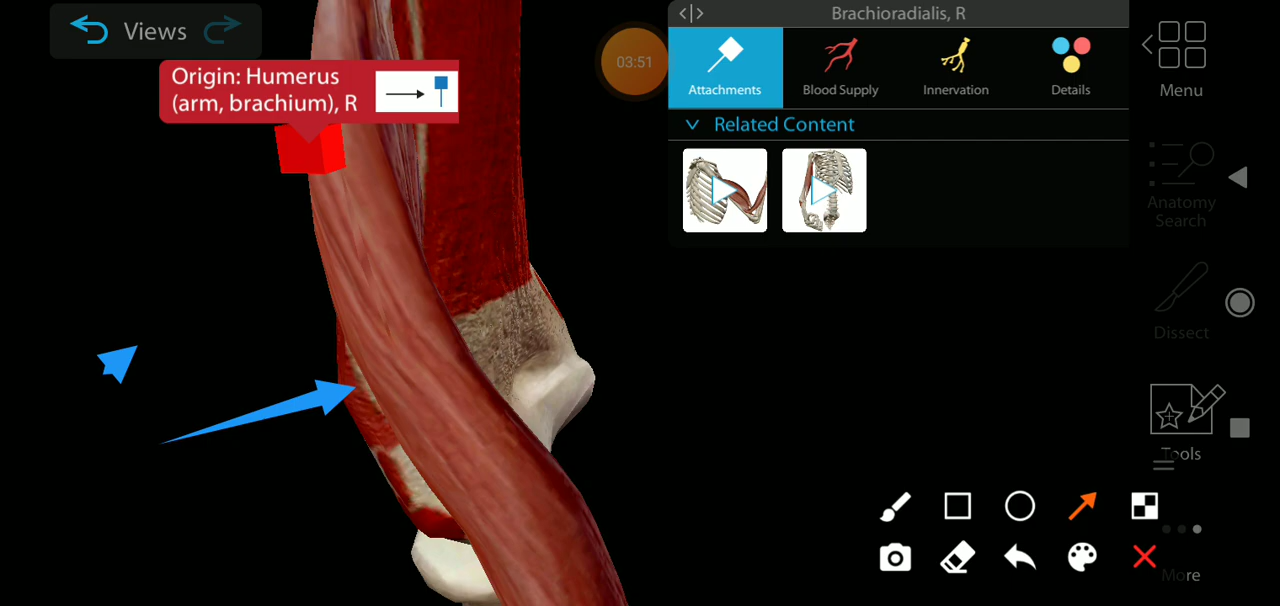 Views
Origin: Humerus
(arm, brachium), R
03:51
Brachioradialis, R
Attachments
Blood Supply
Innervation
Details
Related Content
Menu
Anatomy
Search
Dissect
Tools
More